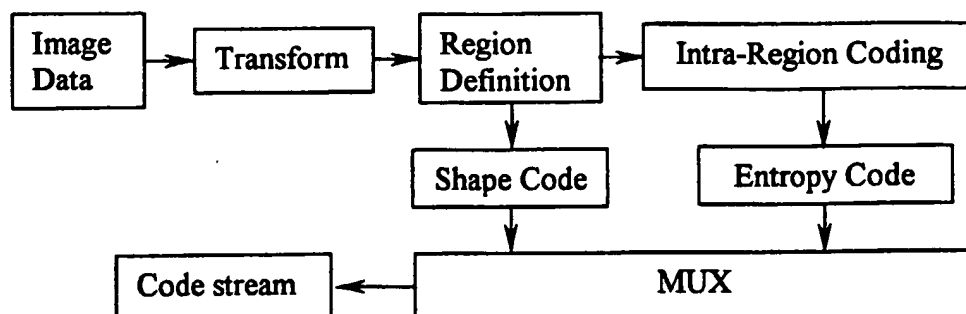 Image
Data
Transform
Region
Definition
Intra-Region Coding
Shape Code
Entropy Code
Code stream
MUX